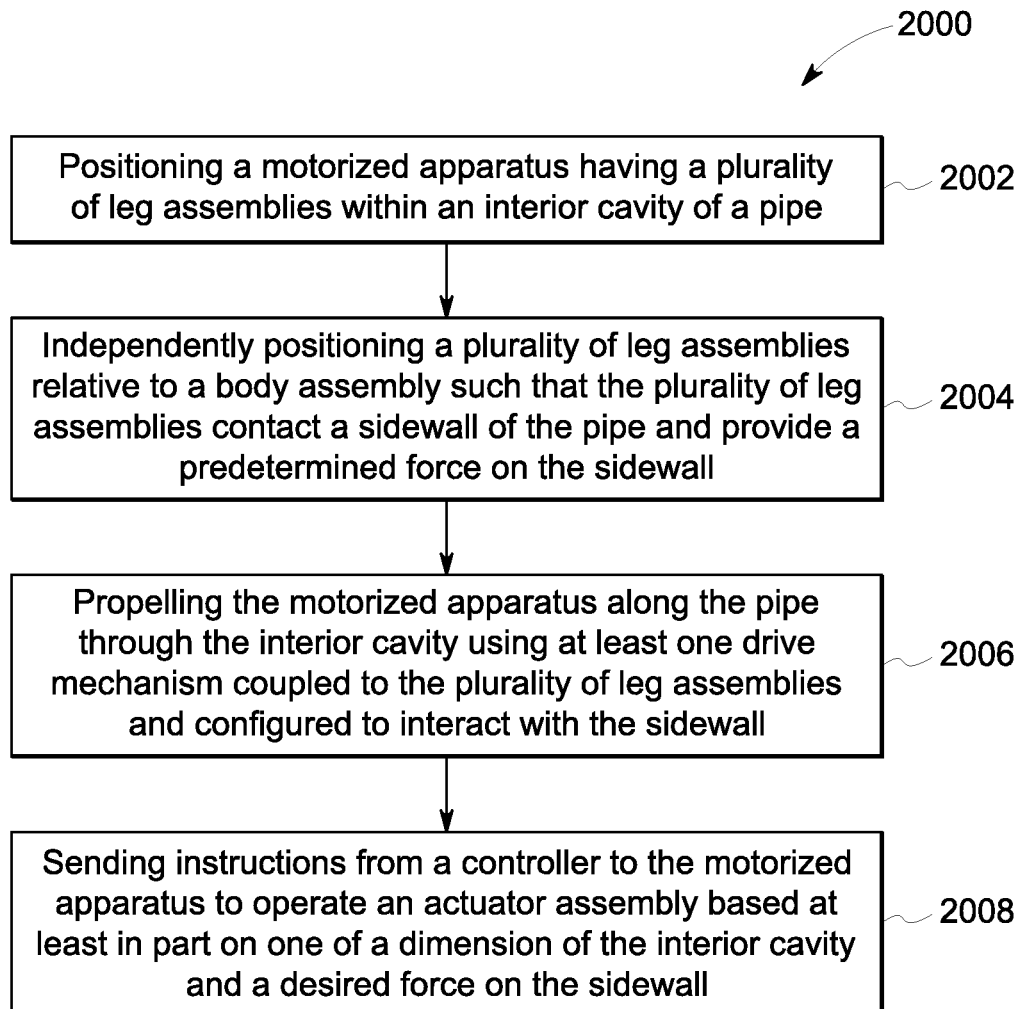 2000
Positioning a motorized apparatus having a plurality
of leg assemblies within an interior cavity of a pipe
2002
Independently positioning a plurality of leg assemblies
relative to a body assembly such that the plurality of leg
assemblies contact a sidewall of the pipe and provide a
predetermined force on the sidewall
2004
Propelling the motorized apparatus along the pipe
through the interior cavity using at least one drive
mechanism coupled to the plurality of leg assemblies
and configured to interact with the sidewall
2006
Sending instructions from a controller to the motorized
apparatus to operate an actuator assembly based at
least in part on one of a dimension of the interior cavity
and a desired force on the sidewall
2008